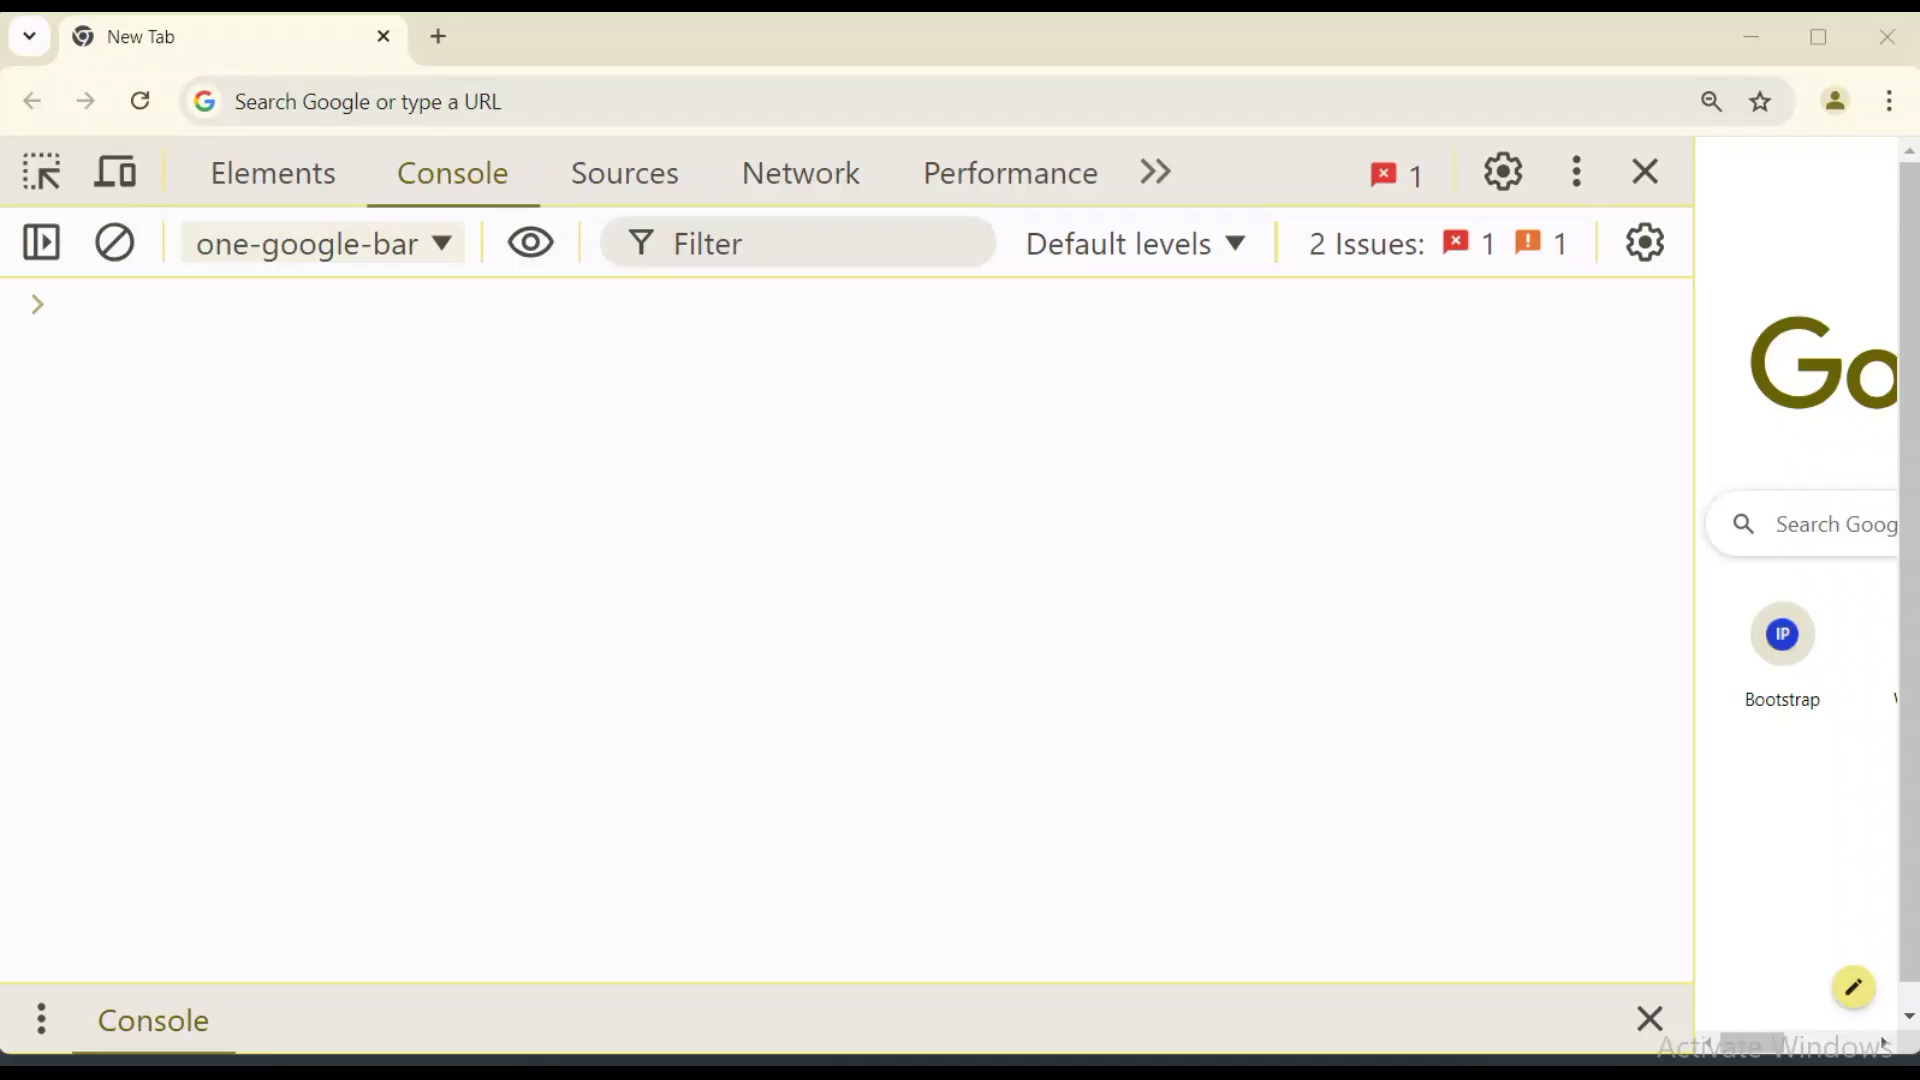 New Tab
Search Google or type a URL
Elements Console Sources Network Performance 1
one-google-bar Filter Default levels 2 Issues: 1 1
Go
Search Goog
IP
Bootstrap
Console
Activate Windows